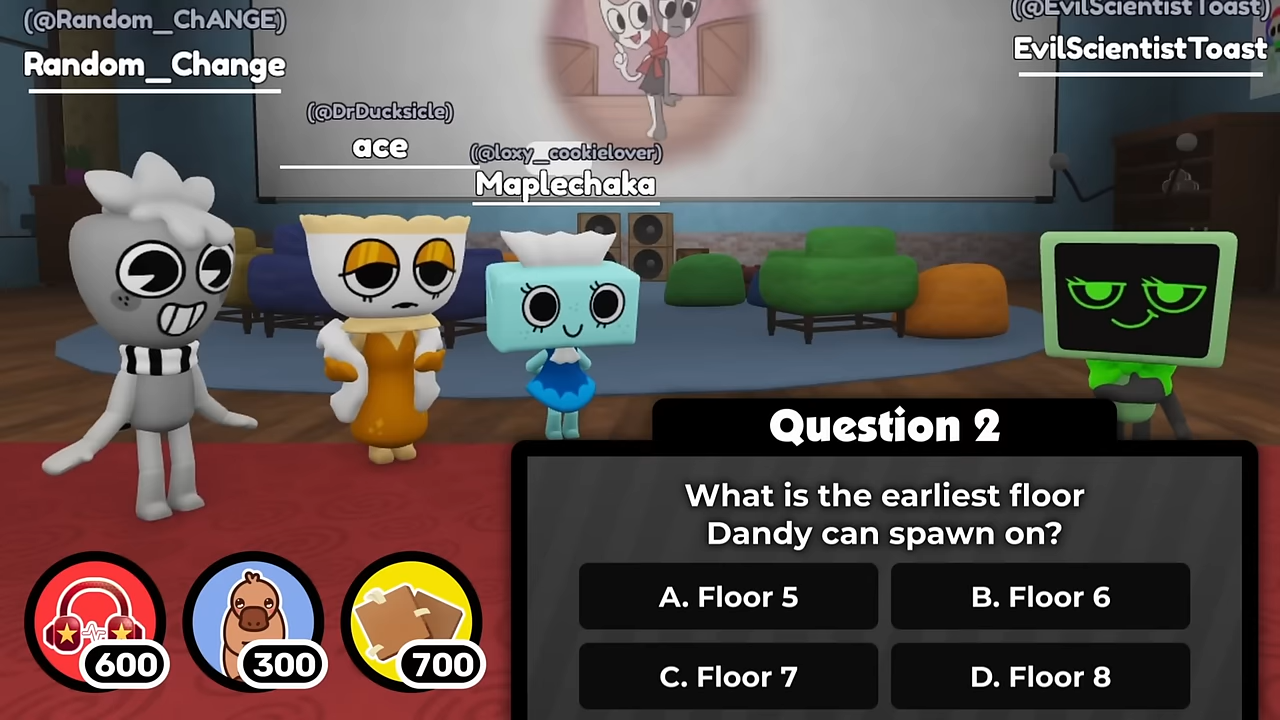 (@Random_ChANGE)
Random_Change
(@EvilScientistToast)
EvilScientistToast
(@DrDucksicle)
ace
(@loxy_cookielover)
Maplechaka
Question 2
What is the earliest floor
Dandy can spawn on?
A. Floor 5
B. Floor 6
C. Floor 7
D. Floor 8
600
300
700